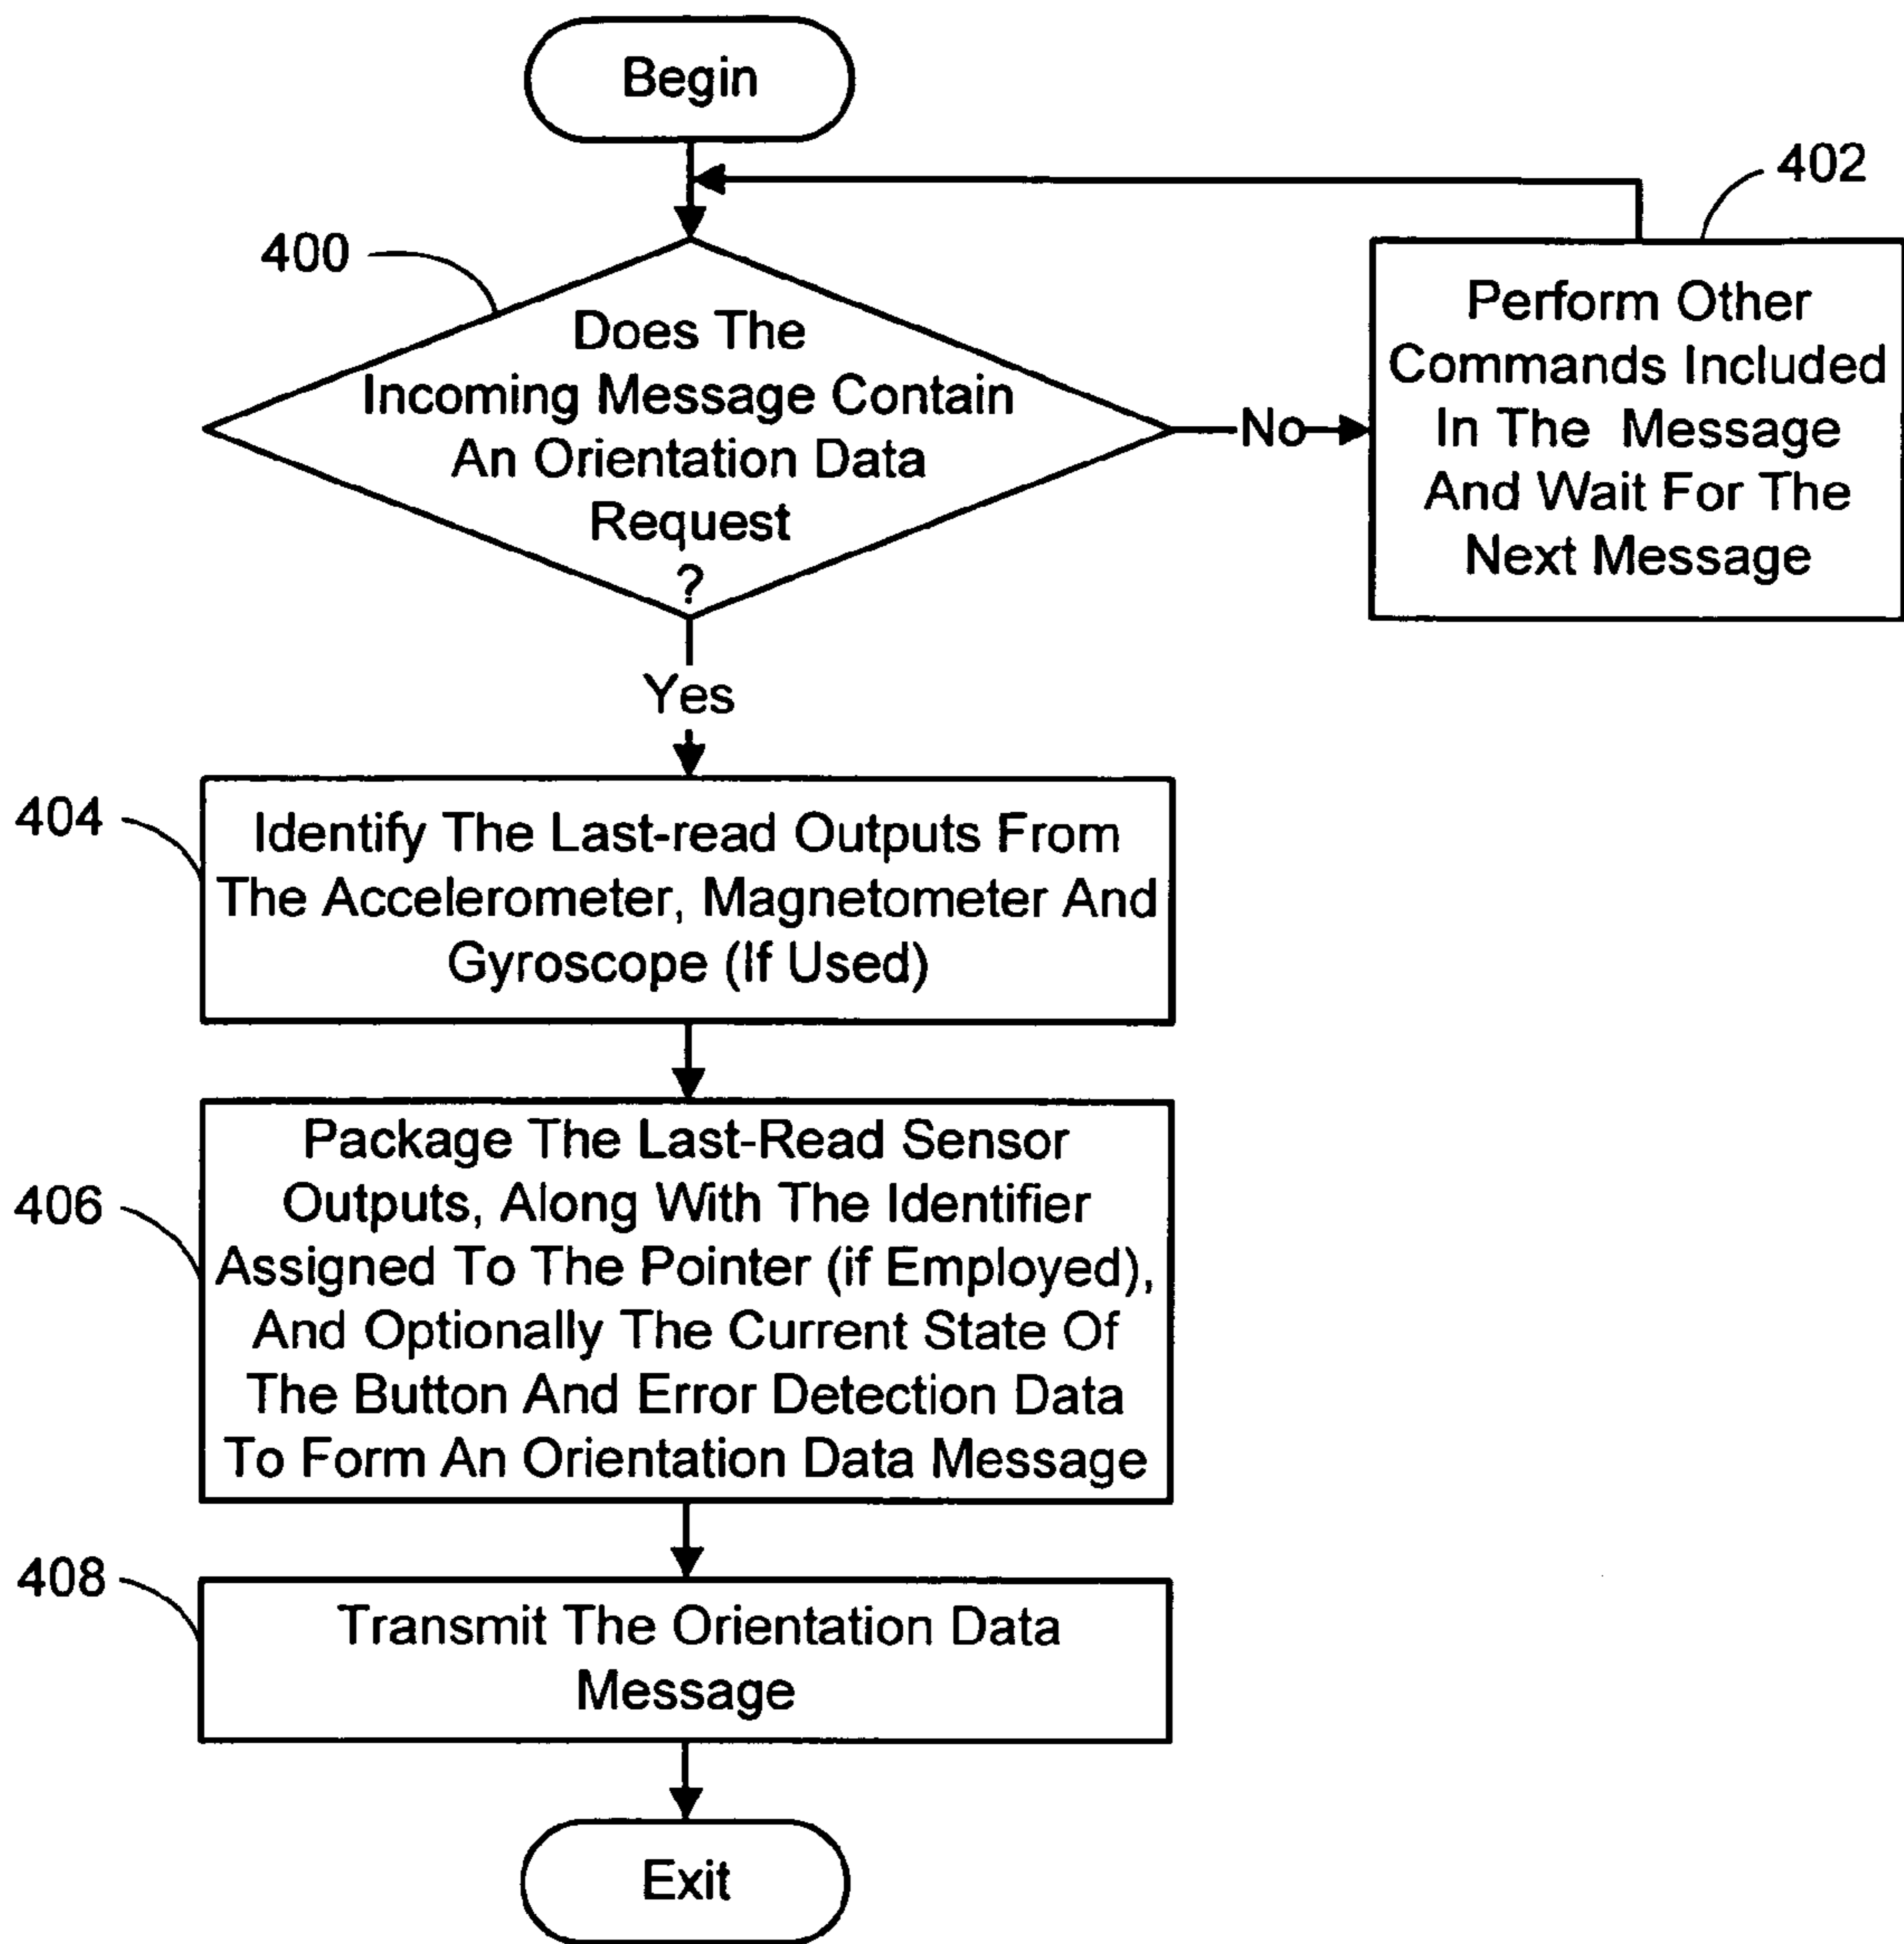 Begin
402
400
Does The
Incoming Message Contain
An Orientation Data
Request
?
No
Perform Other
Commands Included
In The Message
And Wait For The
Next Message
Yes
404
Identify The Last-read Outputs From
The Accelerometer, Magnetometer And
Gyroscope (If Used)
406
Package The Last-Read Sensor
Outputs, Along With The Identifier
Assigned To The Pointer (if Employed),
And Optionally The Current State Of
The Button And Error Detection Data
To Form An Orientation Data Message
408
Transmit The Orientation Data
Message
Exit